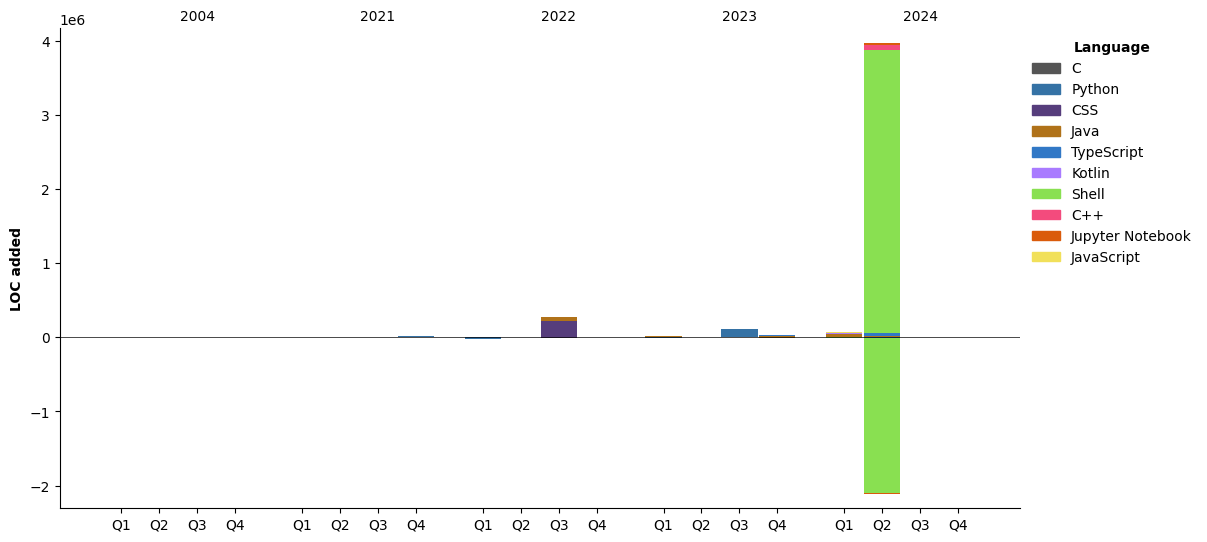 1e6
2004 2021 2022 2023 2024
4
3
2
1
0
−1
−2
LOC added
Q1 Q2 Q3 Q4 Q1 Q2 Q3 Q4 Q1 Q2 Q3 Q4 Q1 Q2 Q3 Q4 Q1 Q2 Q3 Q4
Language
C
Python
CSS
Java
TypeScript
Kotlin
Shell
C++
Jupyter Notebook
JavaScript